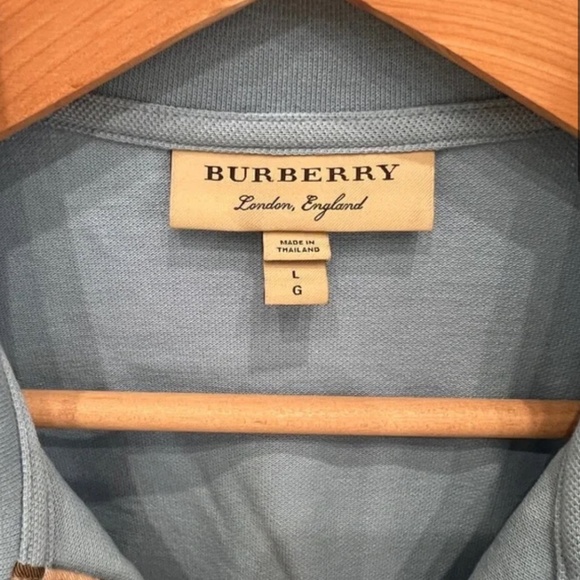 BURBERRY
London, England
MADE IN
THAILAND
L
G